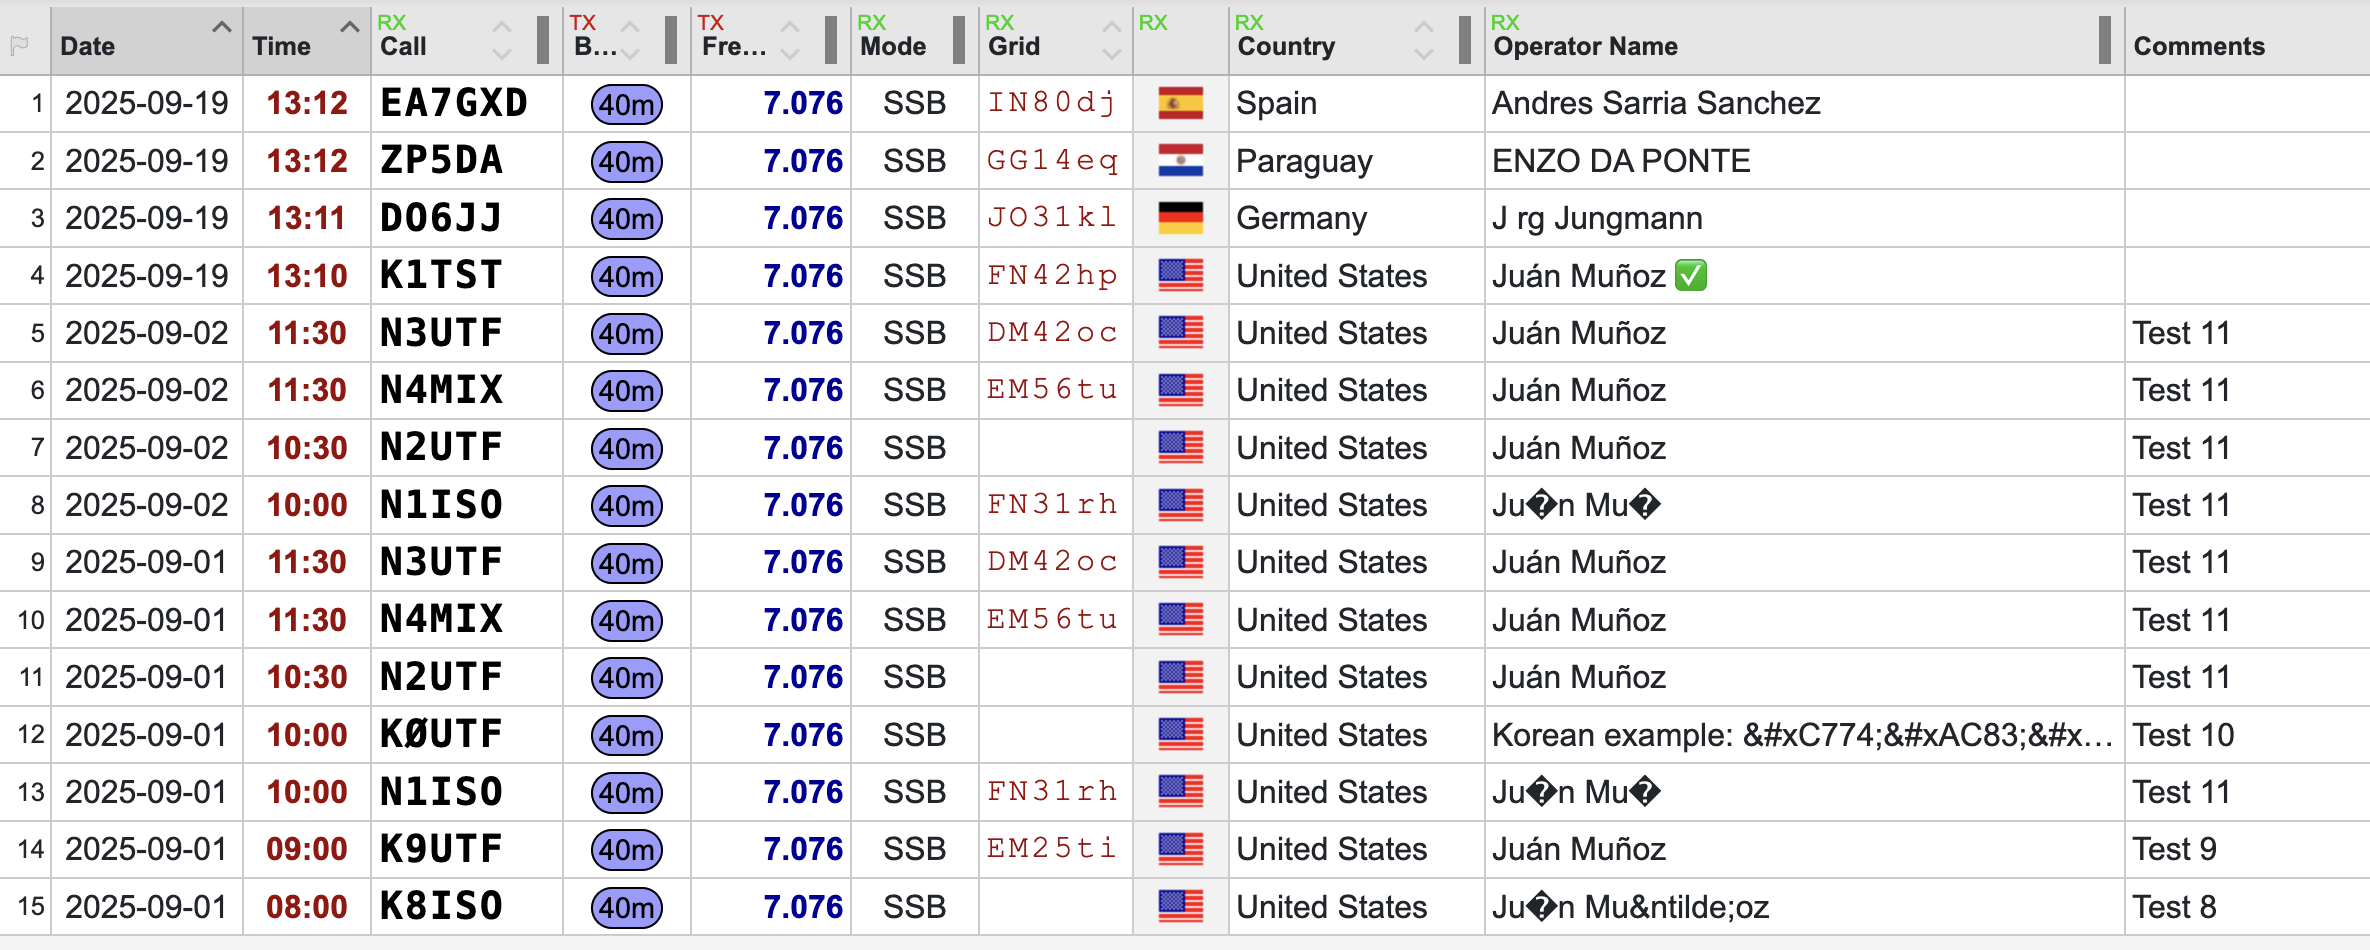 Date Time RX Call TX B... TX Fre... RX Mode RX Grid RX RX Country RX Operator Name Comments
1 2025-09-19 13:12 EA7GXD 40m 7.076 SSB IN80dj Spain Andres Sarria Sanchez
2 2025-09-19 13:12 ZP5DA 40m 7.076 SSB GG14eq Paraguay ENZO DA PONTE
3 2025-09-19 13:11 DO6JJ 40m 7.076 SSB JO31kl Germany J rg Jungmann
4 2025-09-19 13:10 K1TST 40m 7.076 SSB FN42hp United States Juán Muñoz ✅
5 2025-09-02 11:30 N3UTF 40m 7.076 SSB DM42oc United States Juán Muñoz Test 11
6 2025-09-02 11:30 N4MIX 40m 7.076 SSB EM56tu United States Juán Muñoz Test 11
7 2025-09-02 10:30 N2UTF 40m 7.076 SSB United States Juán Muñoz Test 11
8 2025-09-02 10:00 N1ISO 40m 7.076 SSB FN31rh United States Ju�n Mu� Test 11
9 2025-09-01 11:30 N3UTF 40m 7.076 SSB DM42oc United States Juán Muñoz Test 11
10 2025-09-01 11:30 N4MIX 40m 7.076 SSB EM56tu United States Juán Muñoz Test 11
11 2025-09-01 10:30 N2UTF 40m 7.076 SSB United States Juán Muñoz Test 11
12 2025-09-01 10:00 KØUTF 40m 7.076 SSB United States Korean example: &#xC774;&#xAC83;&#x... Test 10
13 2025-09-01 10:00 N1ISO 40m 7.076 SSB FN31rh United States Ju�n Mu� Test 11
14 2025-09-01 09:00 K9UTF 40m 7.076 SSB EM25ti United States Juán Muñoz Test 9
15 2025-09-01 08:00 K8ISO 40m 7.076 SSB United States Ju�n Mu&ntilde;oz Test 8